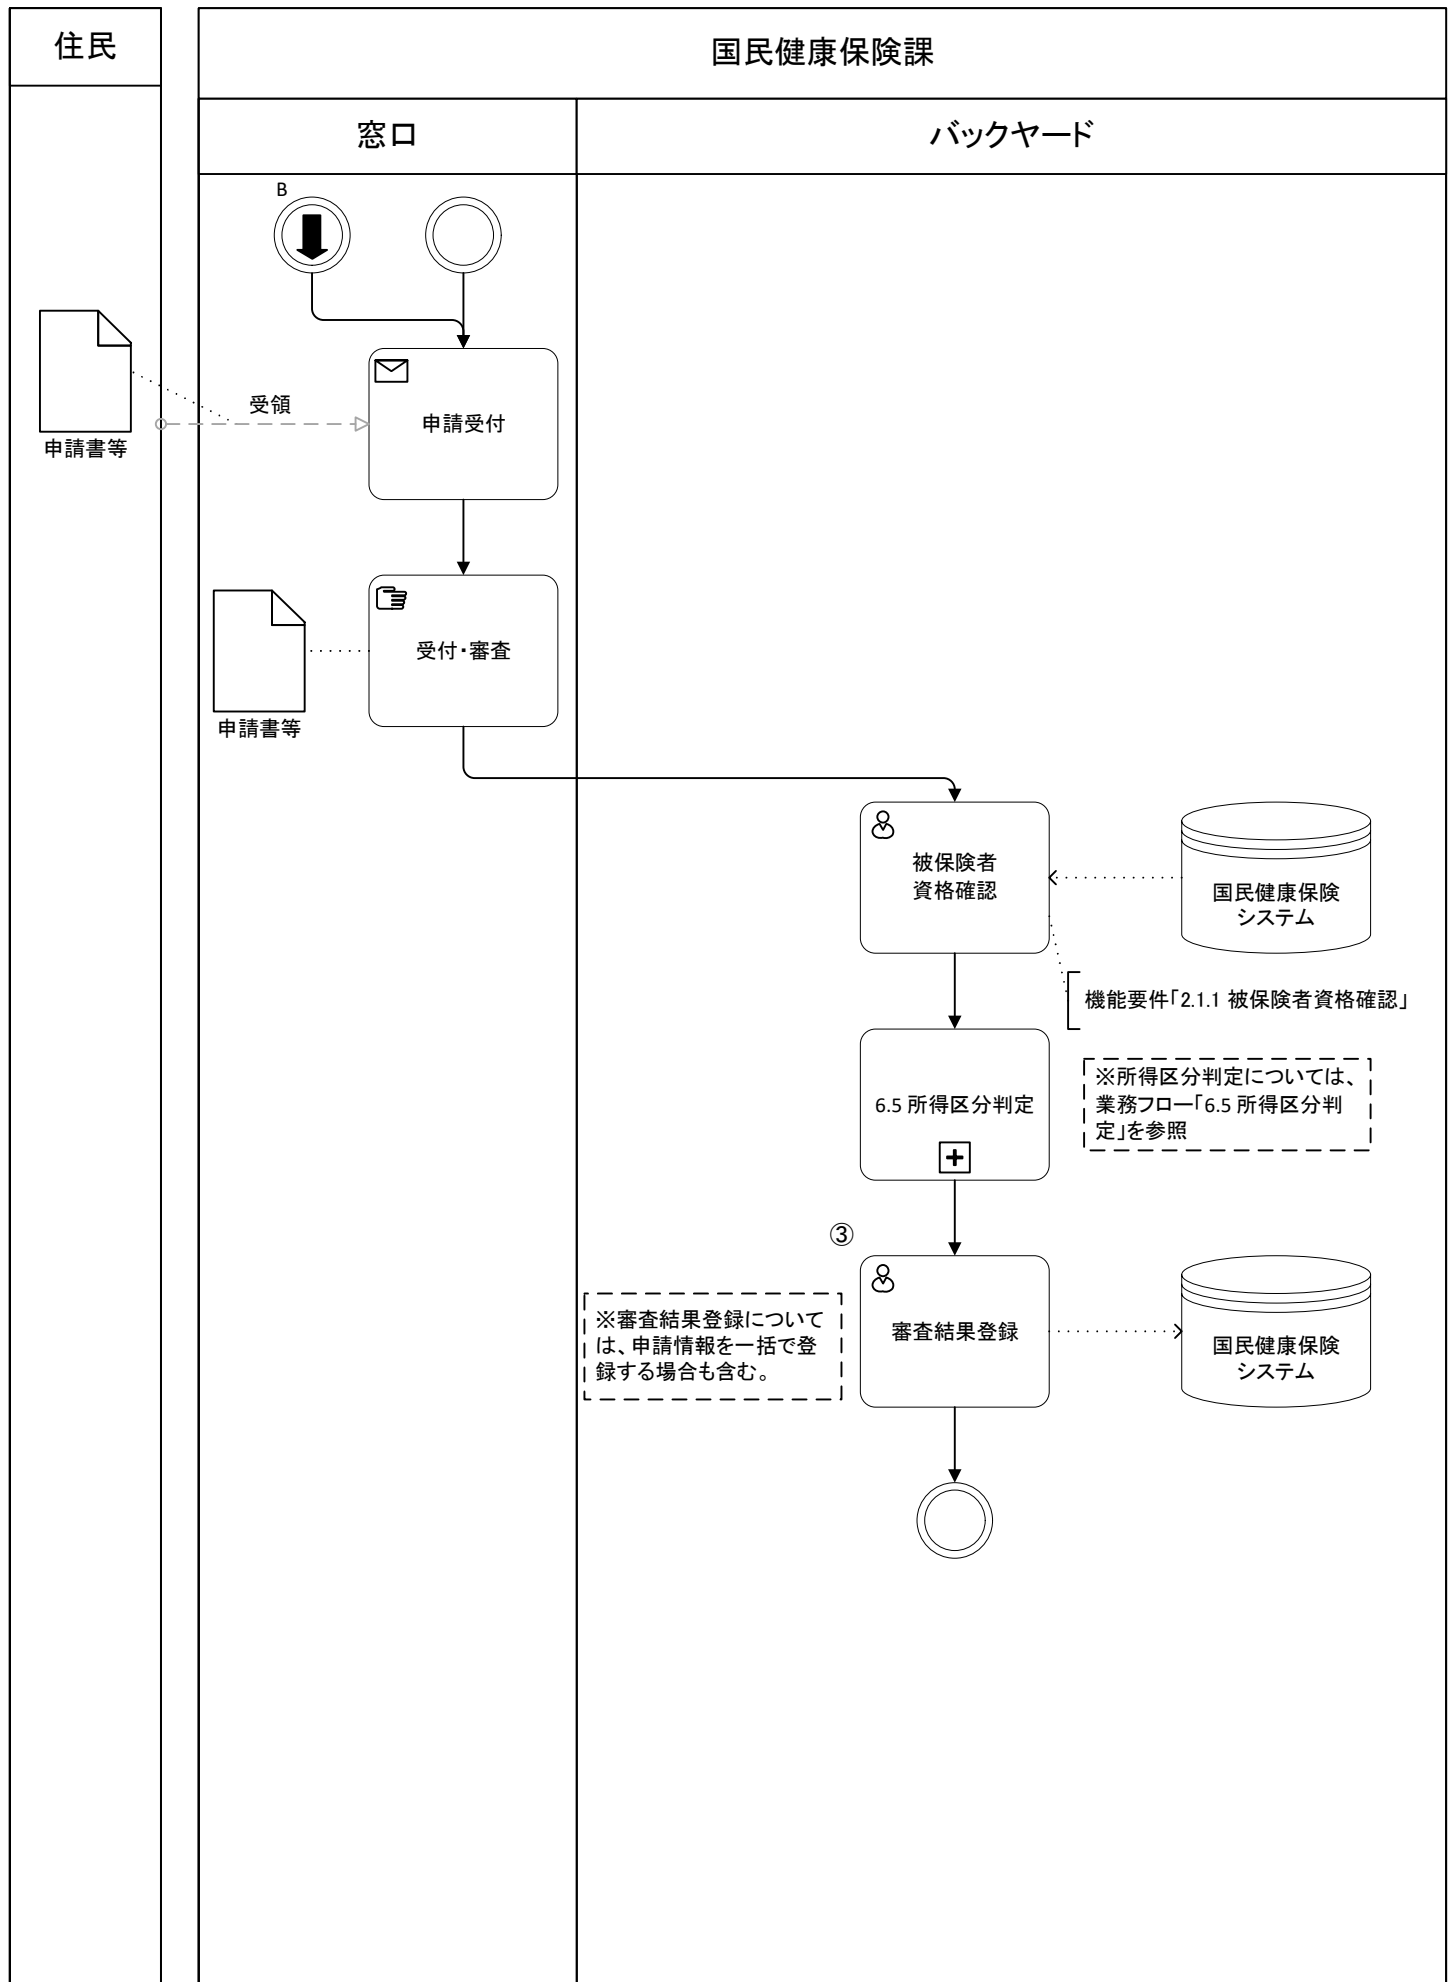 住民
国民健康保険課
窓口
バックヤード
B
受領
申請書等
申請受付
受付・審査
申請書等
被保険者
資格確認
国民健康保険
システム
機能要件「2.1.1 被保険者資格確認」
6.5 所得区分判定
※所得区分判定については、
業務フロー「6.5 所得区分判
定」を参照
③
※審査結果登録について
は、申請情報を一括で登
録する場合も含む。
審査結果登録
国民健康保険
システム